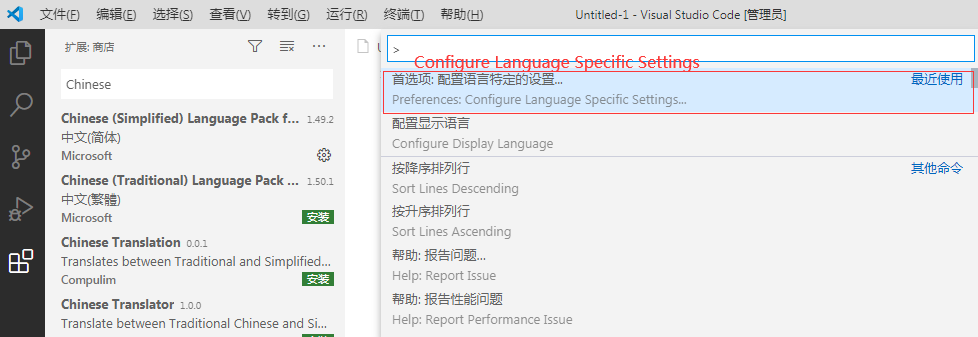 文件(F) 编辑(E) 选择(S) 查看(V) 转到(G) 运行(R) 终端(T) 帮助(H) Untitled-1 - Visual Studio Code [管理员]
扩展: 商店
Chinese
Chinese (Simplified) Language Pack f... 1.49.2
中文(简体)
Microsoft
Chinese (Traditional) Language Pack ... 1.50.1
中文(繁體)
Microsoft 安装
Chinese Translation 0.0.1
Translates between Traditional and Simplified...
Compulim 安装
Chinese Translator 1.0.0
Translate between Traditional Chinese and Si...
>
Configure Language Specific Settings
首选项: 配置语言特定的设置... 最近使用
Preferences: Configure Language Specific Settings...
配置显示语言
Configure Display Language
按降序排列行 其他命令
Sort Lines Descending
按升序排列行
Sort Lines Ascending
帮助: 报告问题...
Help: Report Issue
帮助: 报告性能问题
Help: Report Performance Issue